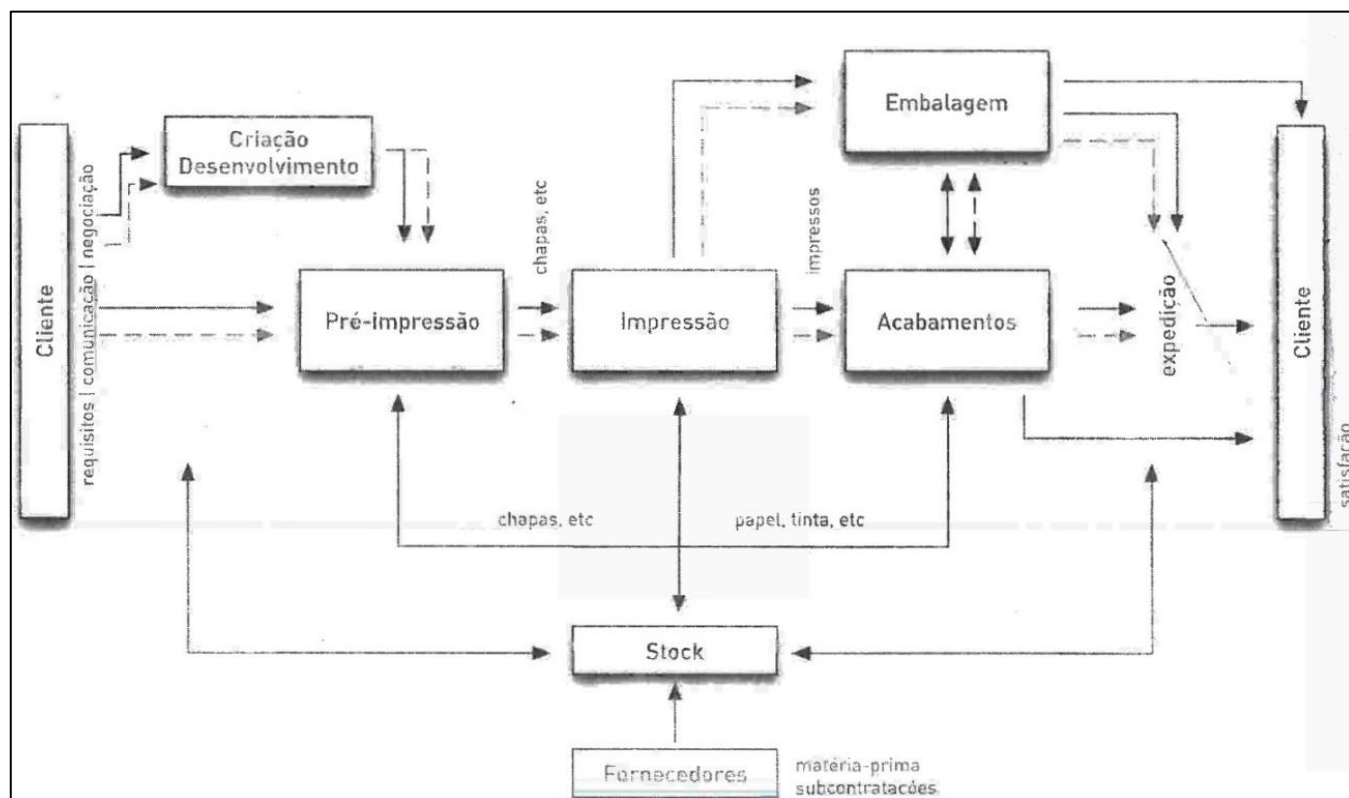 Embalagem
Criação
Desenvolvimento
Cliente
requisitos | comunicação | negociação
chapas, etc
impressos
Pré-impressão
Impressão
Acabamentos
expedição
Cliente
satisfação
chapas, etc
papel, tinta, etc
Stock
Fornecedores
matéria-prima
subcontratacões